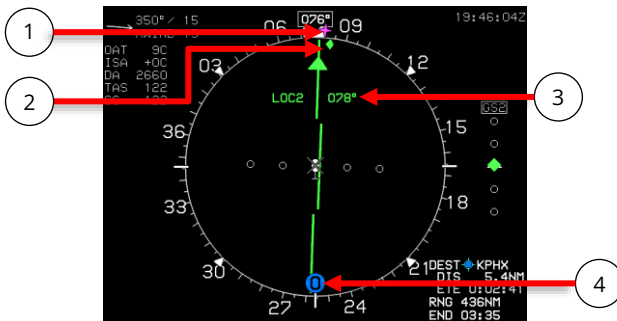 350°/ 15
19:46:04Z
06
076°
09
1
OAT 9C
ISA +0C
DA 2660
TAS 122
03
12
2
LOC2 078°
3
GS2
36
15
33
18
30
21
DEST KPHX
DIS 5.4NM
ETE 0:02:41
RNG 436NM
END 03:35
27
24
0
4